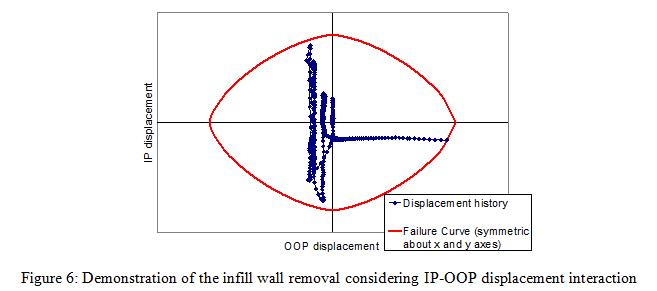 IP displacement
OOP displacement
Displacement history
Failure Curve (symmetric
about x and y axes)
Figure 6: Demonstration of the infill wall removal considering IP-OOP displacement interaction